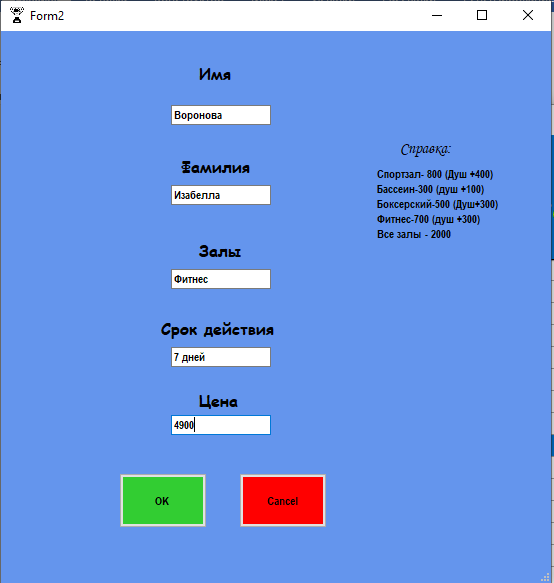 Form2
Имя
Воронова
Фамилия
Изабелла
Залы
Фитнес
Срок действия
7 дней
Цена
4900
OK
Cancel
Справка:
Спортзал- 800 (Душ +400)
Бассеин-300 (душ +100)
Боксерский-500 (Душ+300)
Фитнес-700 (душ +300)
Все залы - 2000